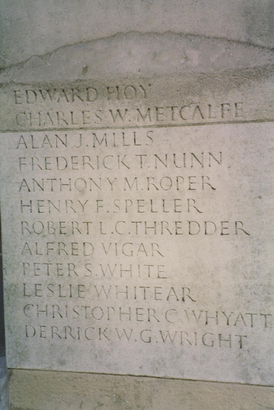 EDWARD HOY
CHARLES W. METCALFE
ALAN J. MILLS
FREDERICK T. NUNN
ANTHONY M. ROPER
HENRY F. SPELLER
ROBERT L.C. THREDDER
ALFRED VIGAR
PETER S. WHITE
LESLIE WHITEAR
CHRISTOPHER C. WHYATT
DERRICK W.G. WRIGHT